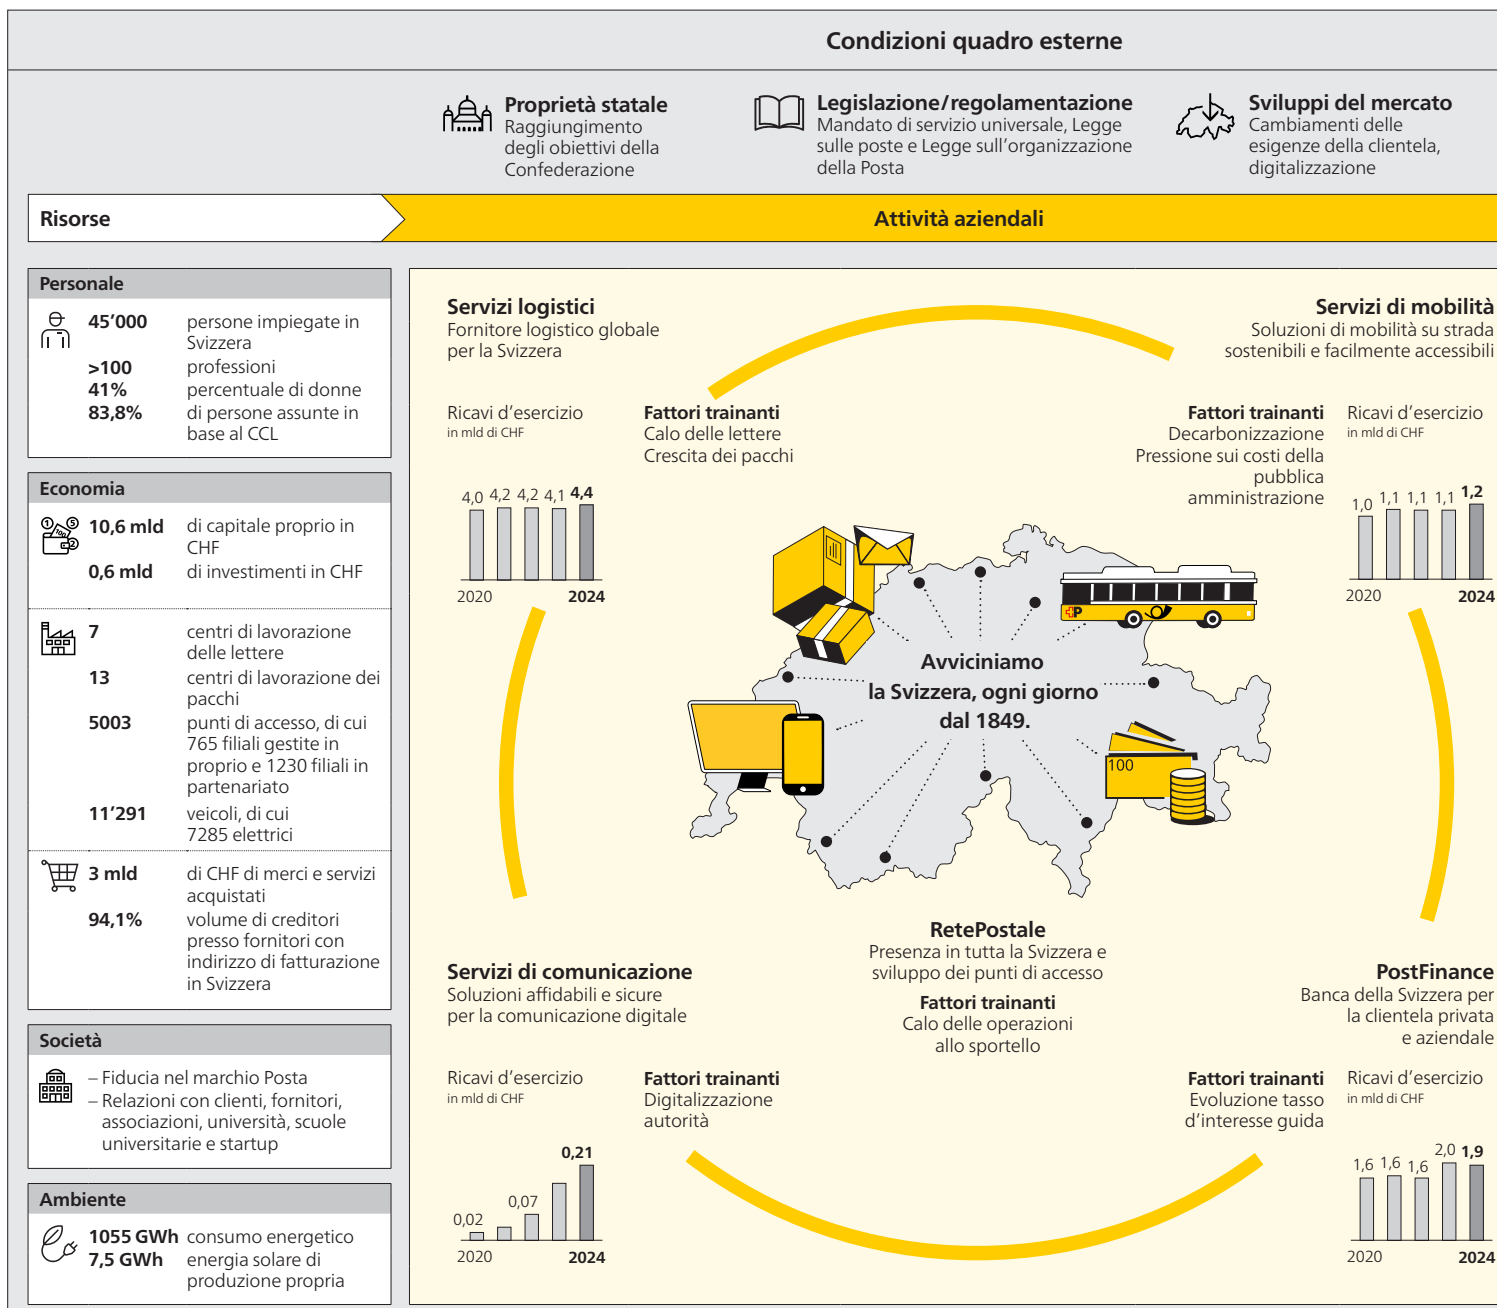 Condizioni quadro esterne
Proprietà statale
Raggiungimento
degli obiettivi della
Confederazione
Legislazione/regolamentazione
Mandato di servizio universale, Legge
sulle poste e Legge sull'organizzazione
della Posta
Sviluppi del mercato
Cambiamenti delle
esigenze della clientela,
digitalizzazione
Risorse
Attività aziendali
Personale
45'000 persone impiegate in
Svizzera
>100 professioni
41% percentuale di donne
83,8% di persone assunte in
base al CCL
Economia
10,6 mld di capitale proprio in
CHF
0,6 mld di investimenti in CHF
7 centri di lavorazione
delle lettere
13 centri di lavorazione dei
pacchi
5003 punti di accesso, di cui
765 filiali gestite in
proprio e 1230 filiali in
partenariato
11'291 veicoli, di cui
7285 elettrici
3 mld di CHF di merci e servizi
acquistati
94,1% volume di creditori
presso fornitori con
indirizzo di fatturazione
in Svizzera
Società
– Fiducia nel marchio Posta
– Relazioni con clienti, fornitori,
associazioni, università, scuole
universitarie e startup
Ambiente
1055 GWh consumo energetico
7,5 GWh energia solare di
produzione propria
Servizi logistici
Fornitore logistico globale
per la Svizzera
Ricavi d'esercizio
in mld di CHF
4,0 4,2 4,2 4,1 4,4
2020 2024
Fattori trainanti
Calo delle lettere
Crescita dei pacchi
Servizi di mobilità
Soluzioni di mobilità su strada
sostenibili e facilmente accessibili
Fattori trainanti
Decarbonizzazione
Pressione sui costi della
pubblica
amministrazione
Ricavi d'esercizio
in mld di CHF
1,0 1,1 1,1 1,1 1,2
2020 2024
P
Avviciniamo
la Svizzera, ogni giorno
dal 1849.
100
RetePostale
Presenza in tutta la Svizzera e
sviluppo dei punti di accesso
Fattori trainanti
Calo delle operazioni
allo sportello
Servizi di comunicazione
Soluzioni affidabili e sicure
per la comunicazione digitale
Ricavi d'esercizio
in mld di CHF
0,02 0,07 0,21
2020 2024
Fattori trainanti
Digitalizzazione
autorità
PostFinance
Banca della Svizzera per
la clientela privata
e aziendale
Fattori trainanti
Evoluzione tasso
d'interesse guida
Ricavi d'esercizio
in mld di CHF
1,6 1,6 1,6 2,0 1,9
2020 2024